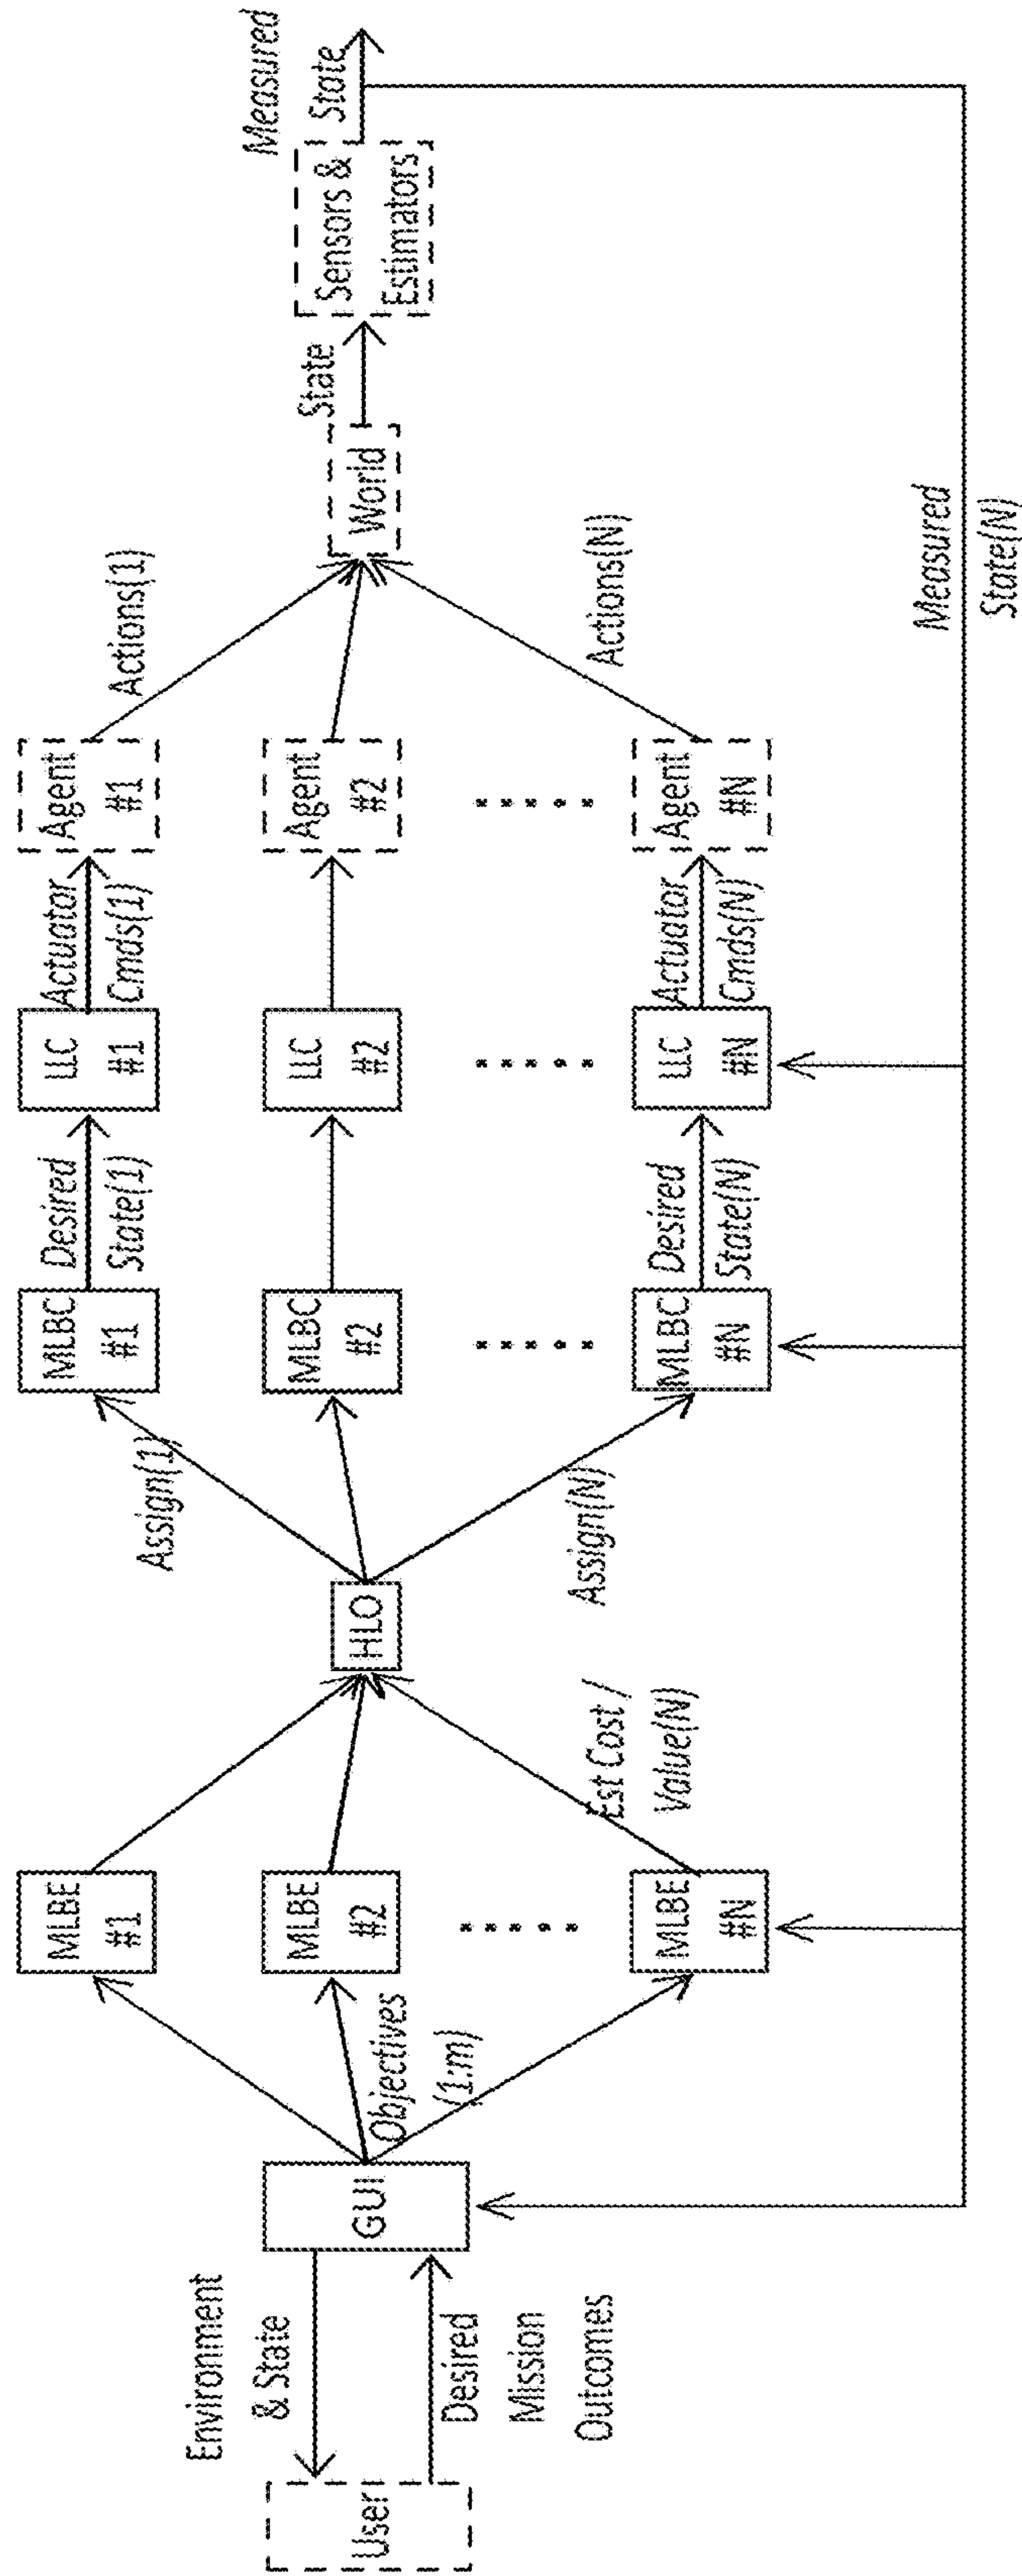 User
Environment
& State
Desired
Mission
Outcomes
GUI
Objectives
(1:m)
MLBE
#1
MLBE
#2
MLBE
#N
Est Cost /
Value(N)
HLO
Assign(1)
Assign(N)
MLBC
#1
MLBC
#2
MLBC
#N
Desired
State(1)
Desired
State(N)
LLC
#1
LLC
#2
LLC
#N
Actuator
Cmds(1)
Actuator
Cmds(N)
Agent
#1
Agent
#2
Agent
#N
Actions(1)
Actions(N)
World
State
Sensors &
Estimators
Measured
State
Measured
State(N)